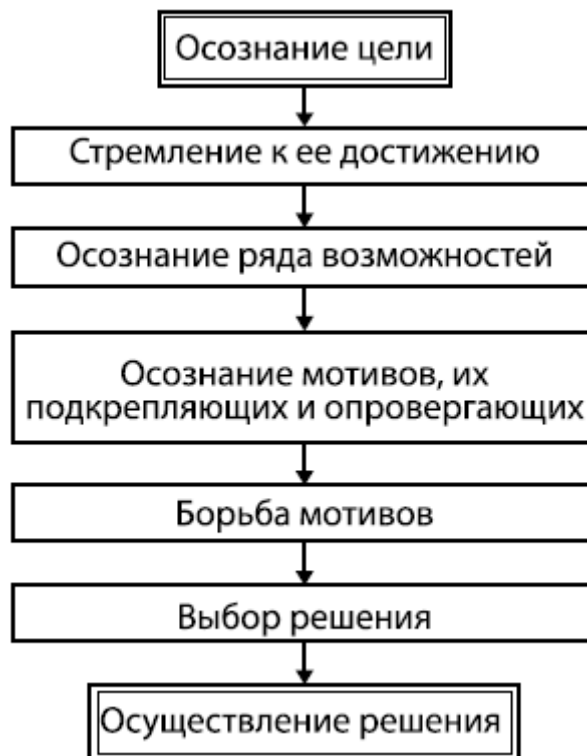 Осознание цели
Стремление к ее достижению
Осознание ряда возможностей
Осознание мотивов, их
подкрепляющих и опровергающих
Борьба мотивов
Выбор решения
Осуществление решения